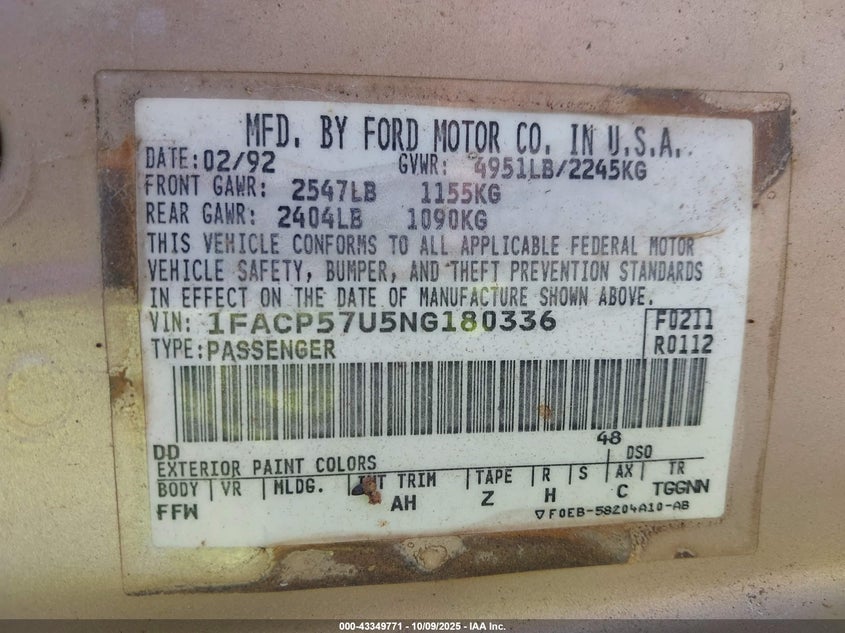 MFD. BY FORD MOTOR CO. IN U.S.A.
DATE: 02/92 GVWR: 4951LB/2245KG
FRONT GAWR: 2547LB 1155KG
REAR GAWR: 2404LB 1090KG
THIS VEHICLE CONFORMS TO ALL APPLICABLE FEDERAL MOTOR
VEHICLE SAFETY, BUMPER, AND THEFT PREVENTION STANDARDS
IN EFFECT ON THE DATE OF MANUFACTURE SHOWN ABOVE.
VIN: 1FACP57U5NG180336 F0211
TYPE: PASSENGER R0112
DD 48
EXTERIOR PAINT COLORS DSO
BODY VR MLDG. INT TRIM TAPE R S AX TR
FFW AH Z H C TGGNN
▽F0EB-58204A10-AB
000-43349771 - 10/09/2025 - IAA Inc.